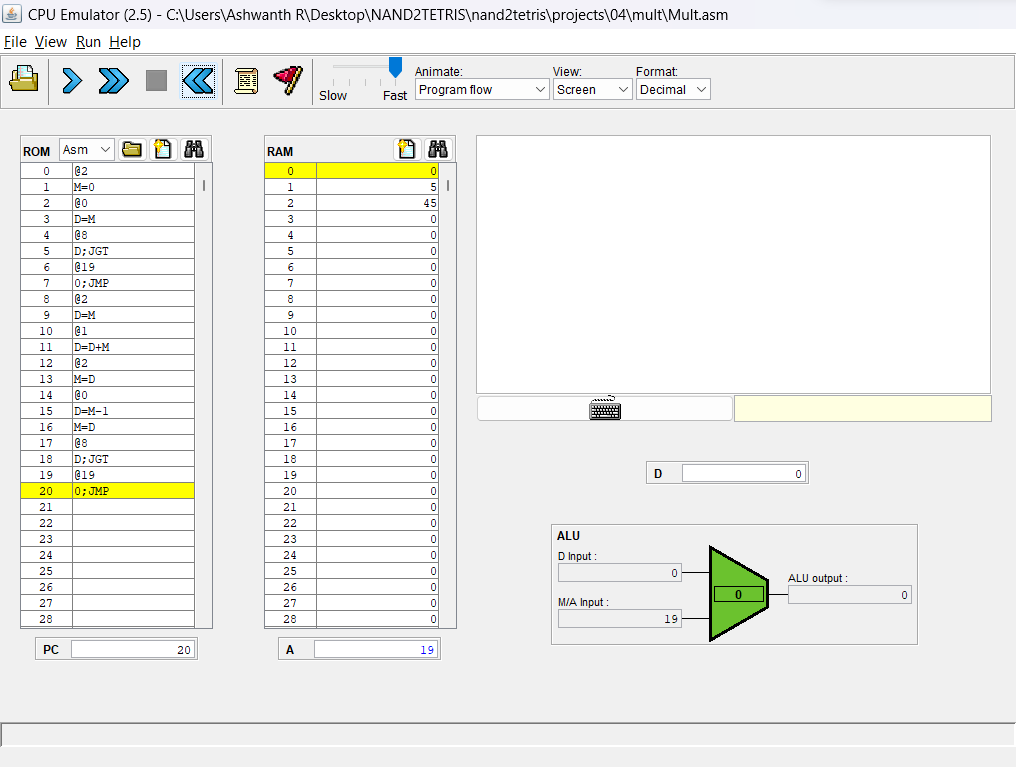 CPU Emulator (2.5) - C:\Users\Ashwanth R\Desktop\NAND2TETRIS\nand2tetris\projects\04\mult\Mult.asm
File View Run Help
Slow Fast
Animate:
Program flow
View:
Screen
Format:
Decimal
ROM Asm
0 @2
1 M=0
2 @0
3 D=M
4 @8
5 D;JGT
6 @19
7 0;JMP
8 @2
9 D=M
10 @1
11 D=D+M
12 @2
13 M=D
14 @0
15 D=M-1
16 M=D
17 @8
18 D;JGT
19 @19
20 0;JMP
21
22
23
24
25
26
27
28
PC 20
RAM
0 0
1 5
2 45
3 0
4 0
5 0
6 0
7 0
8 0
9 0
10 0
11 0
12 0
13 0
14 0
15 0
16 0
17 0
18 0
19 0
20 0
21 0
22 0
23 0
24 0
25 0
26 0
27 0
28 0
A 19
D 0
ALU
D Input :
0
M/A Input :
19
0
ALU output :
0